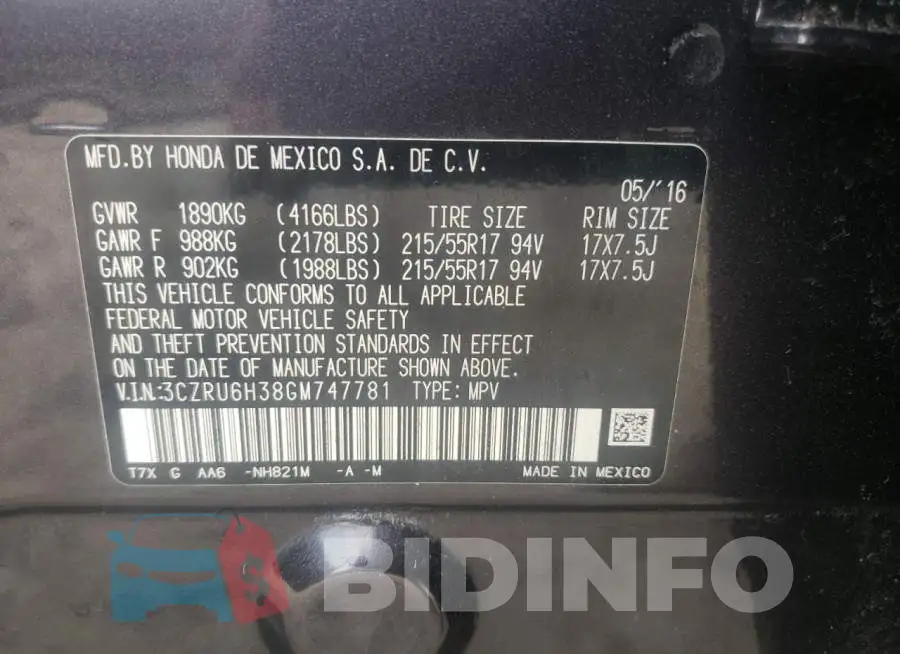 MFD.BY HONDA DE MEXICO S.A. DE C.V.
05/'16
GVWR 1890KG (4166LBS) TIRE SIZE RIM SIZE
GAWR F 988KG (2178LBS) 215/55R17 94V 17X7.5J
GAWR R 902KG (1988LBS) 215/55R17 94V 17X7.5J
THIS VEHICLE CONFORMS TO ALL APPLICABLE
FEDERAL MOTOR VEHICLE SAFETY
AND THEFT PREVENTION STANDARDS IN EFFECT
ON THE DATE OF MANUFACTURE SHOWN ABOVE.
V.I.N:3CZRU6H38GM747781 TYPE: MPV
T7X G AA6 -NH821M -A -M MADE IN MEXICO
$ BIDINFO